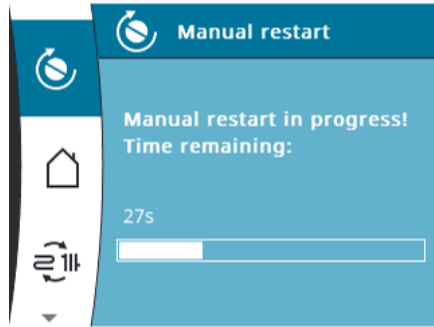 Manual restart
Manual restart in progress!
Time remaining:
27s